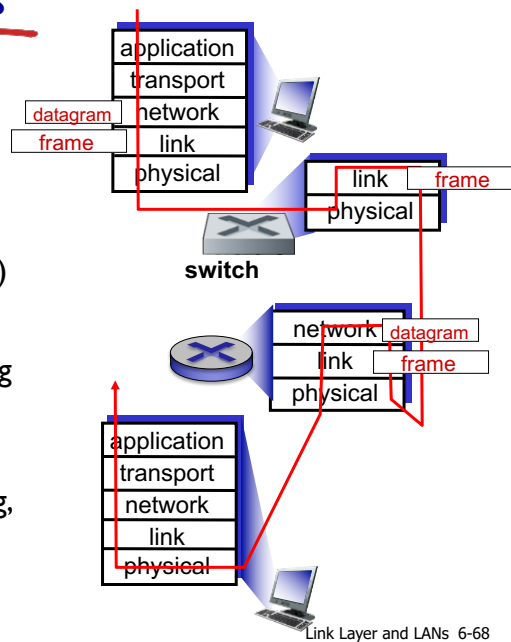 application
transport
datagram network
frame link
physical
link frame
physical
switch
)
network datagram
link frame
physical
g
application
transport
g,
network
link
physical
Link Layer and LANs 6-68